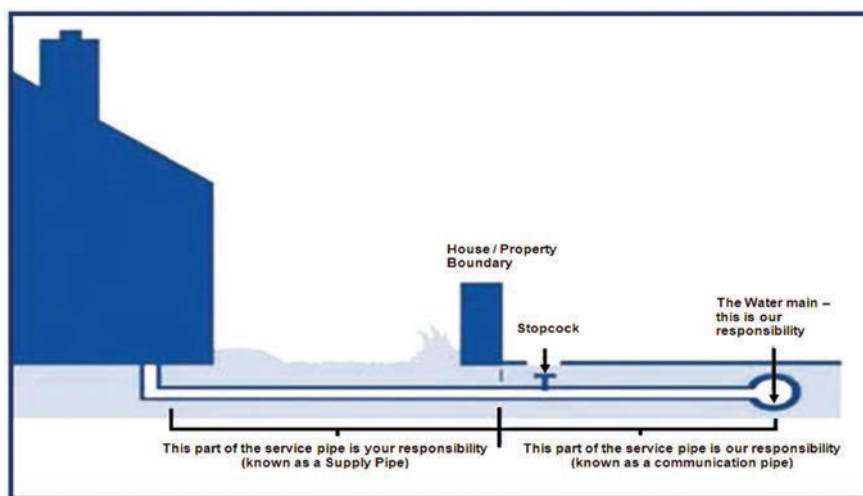 House / Property
Boundary
Stopcock
The Water main –
this is our
responsibility
This part of the service pipe is your responsibility
(known as a Supply Pipe)
This part of the service pipe is our responsibility
(known as a communication pipe)